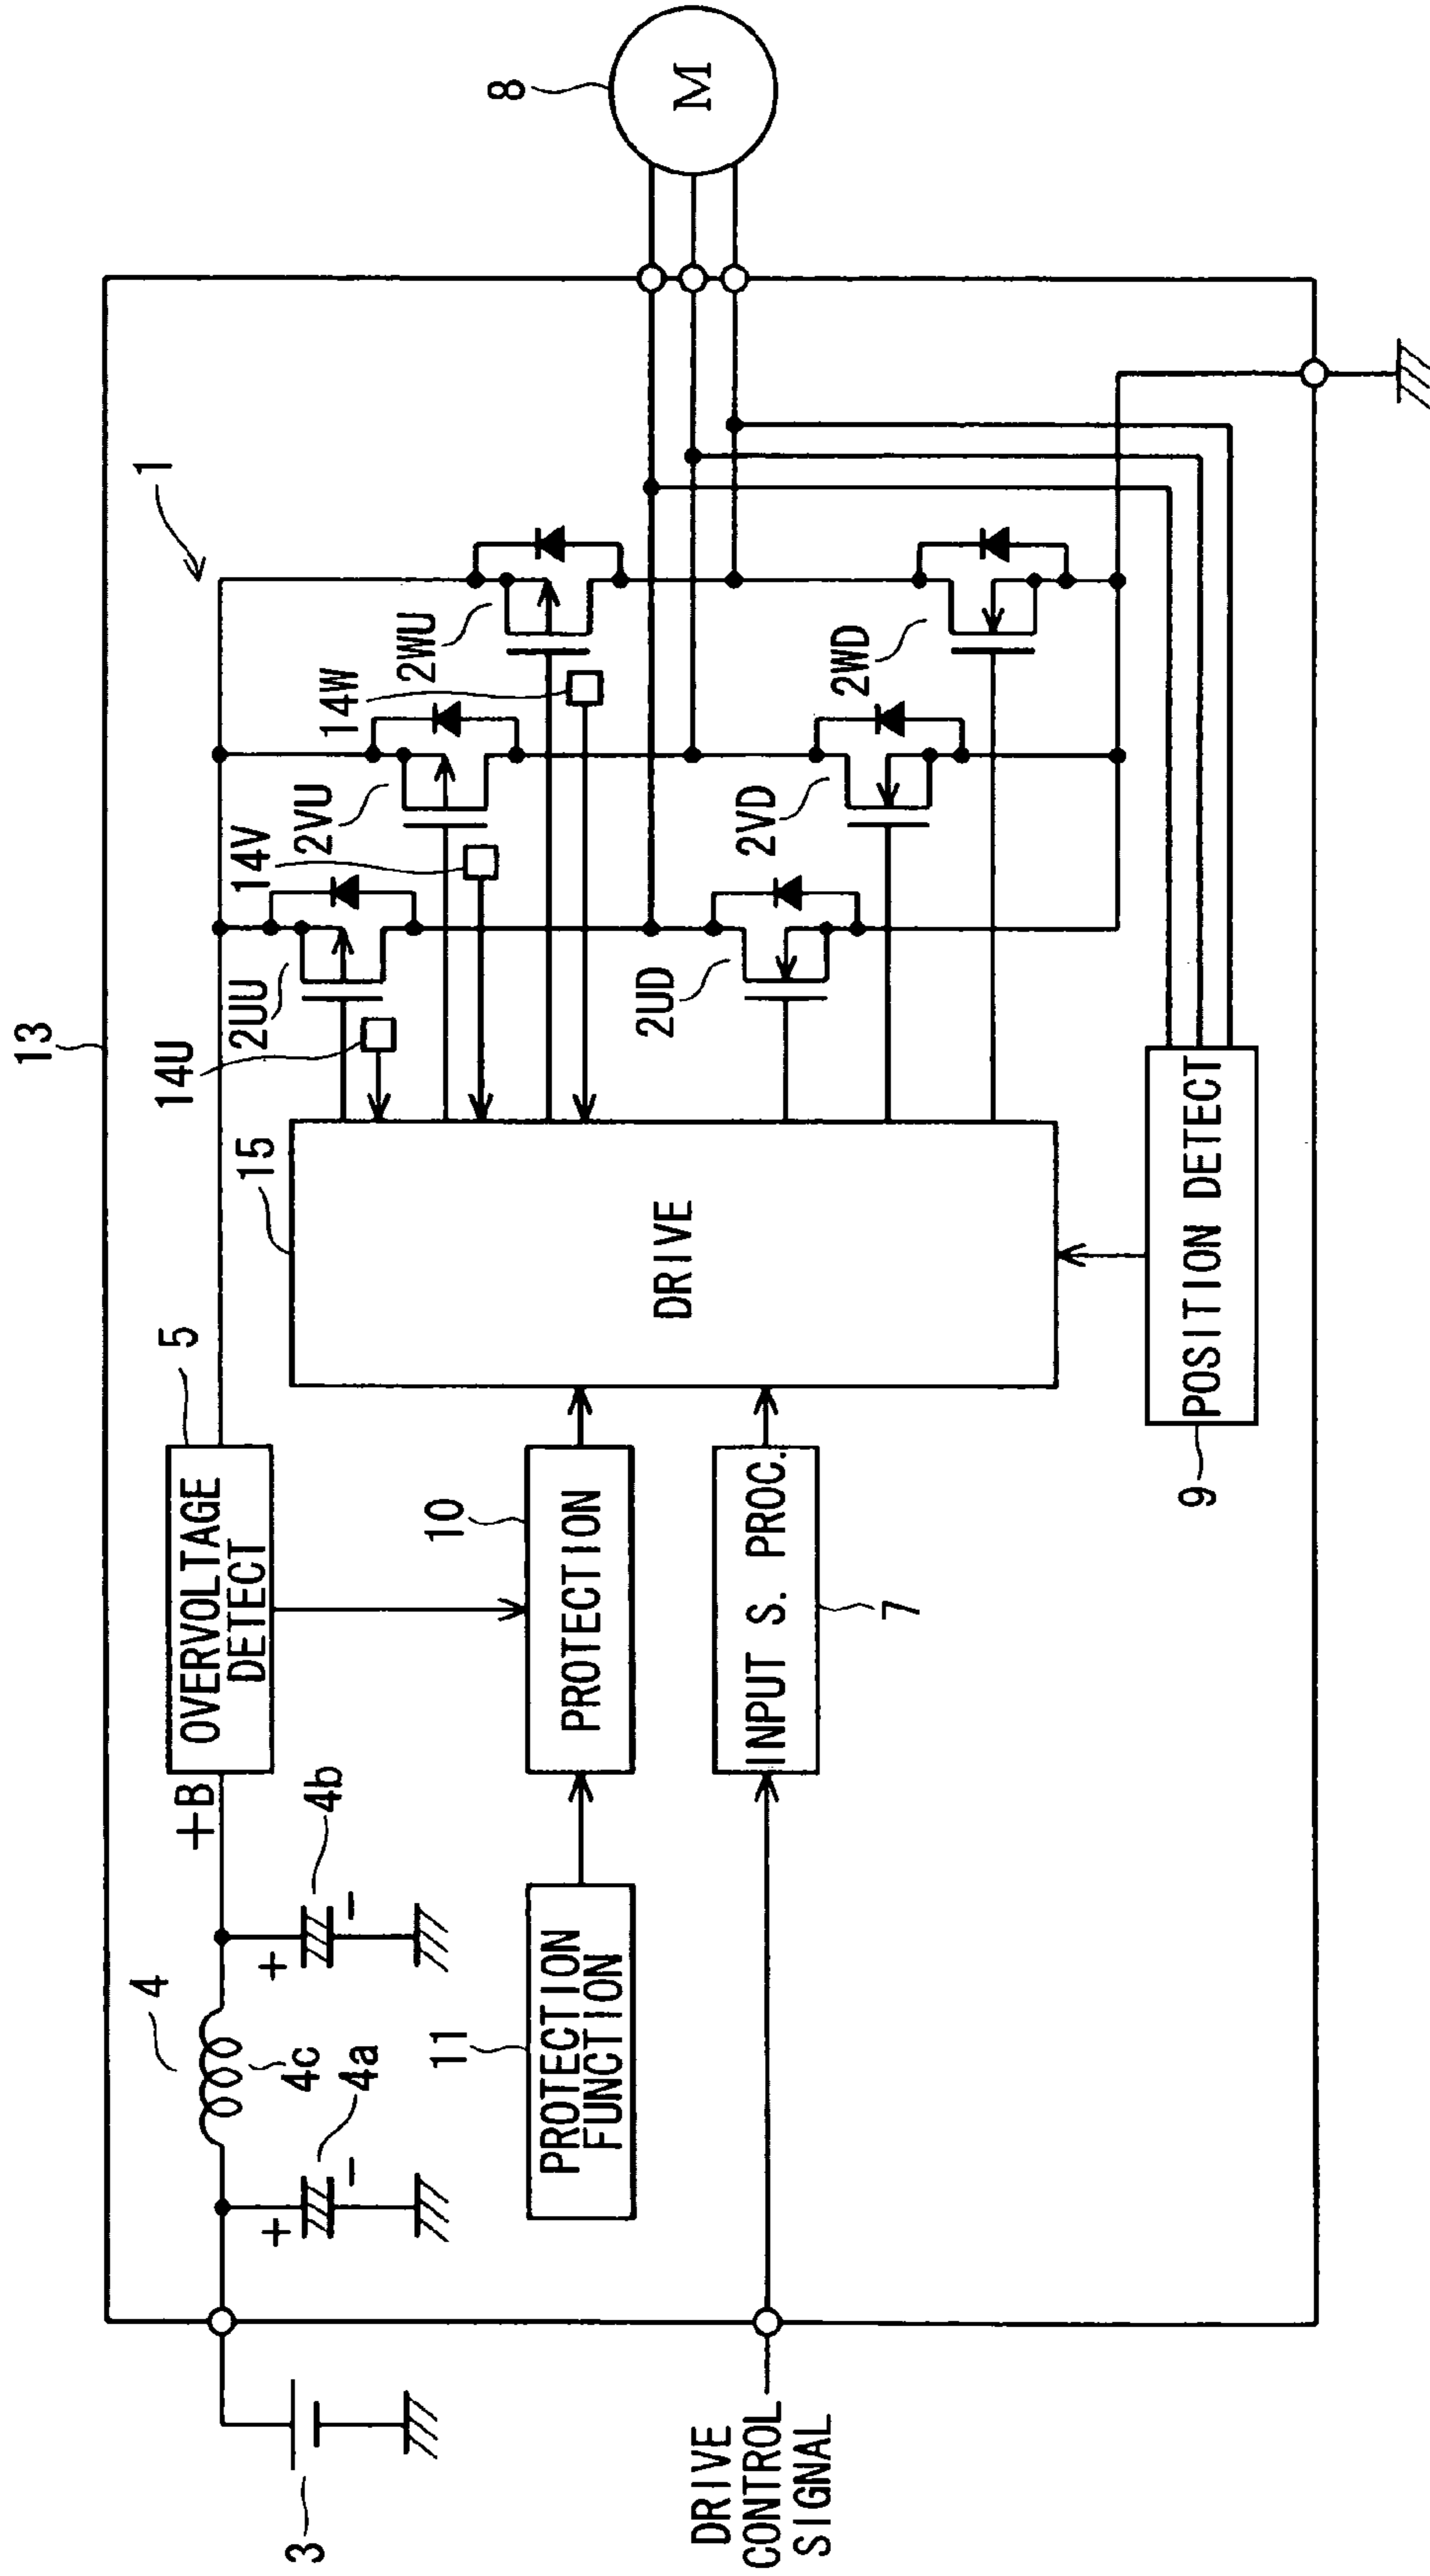 13
1
8
M
3
4
4c
4a
4b
+
-
+
-
+B
5
OVERVOLTAGE
DETECT
11
PROTECTION
FUNCTION
10
PROTECTION
DRIVE
CONTROL
SIGNAL
INPUT S. PROC.
7
15
DRIVE
9
POSITION DETECT
14U
2UU
14V
2VU
14W
2WU
2UD
2VD
2WD